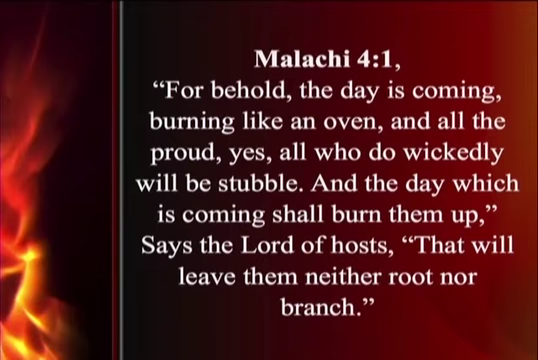 Malachi 4:1,
“For behold, the day is coming,
burning like an oven, and all the
proud, yes, all who do wickedly
will be stubble. And the day which
is coming shall burn them up,”
Says the Lord of hosts, “That will
leave them neither root nor
branch.”